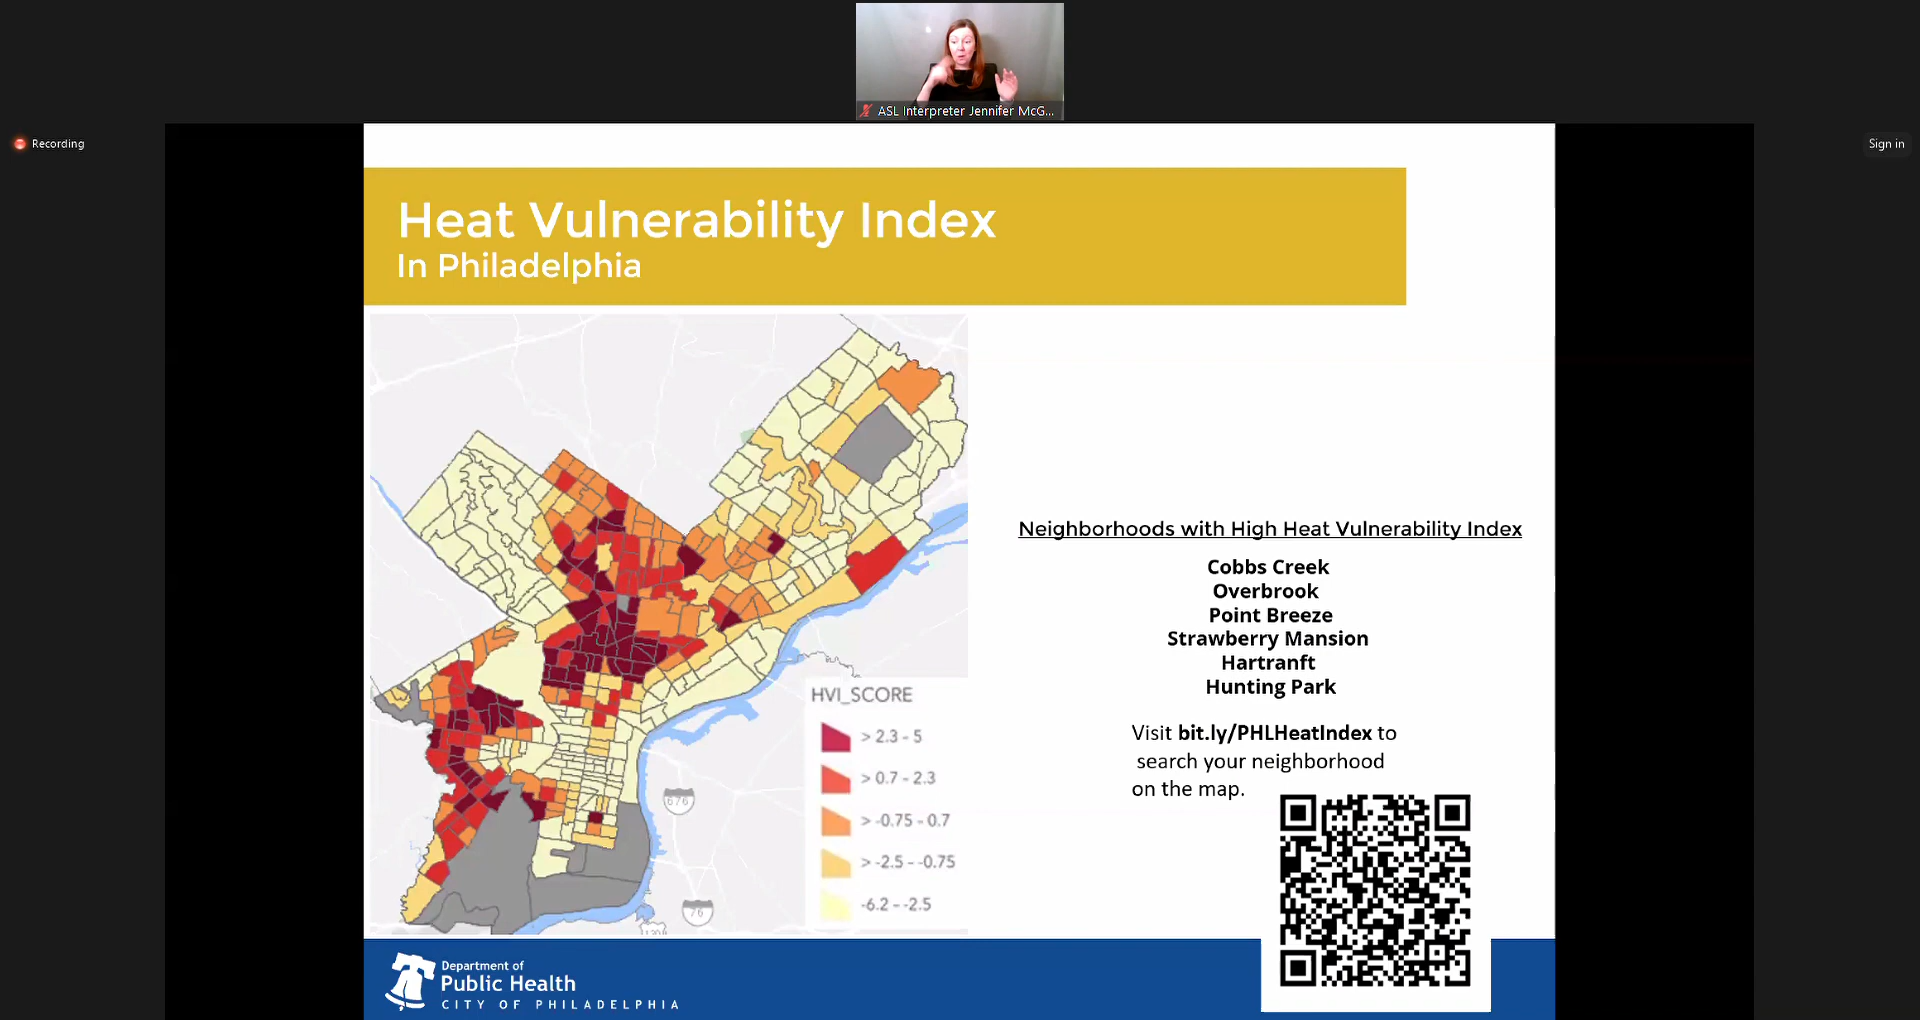 ASL Interpreter Jennifer McG...
Recording
Sign in
Heat Vulnerability Index
In Philadelphia
Neighborhoods with High Heat Vulnerability Index
Cobbs Creek
Overbrook
Point Breeze
Strawberry Mansion
Hartranft
Hunting Park
Visit bit.ly/PHLHeatIndex to
search your neighborhood
on the map.
HVI_SCORE
> 2.3 - 5
> 0.7 - 2.3
> -0.75 - 0.7
> -2.5 - -0.75
-6.2 - -2.5
676
76
130
Department of
Public Health
CITY OF PHILADELPHIA